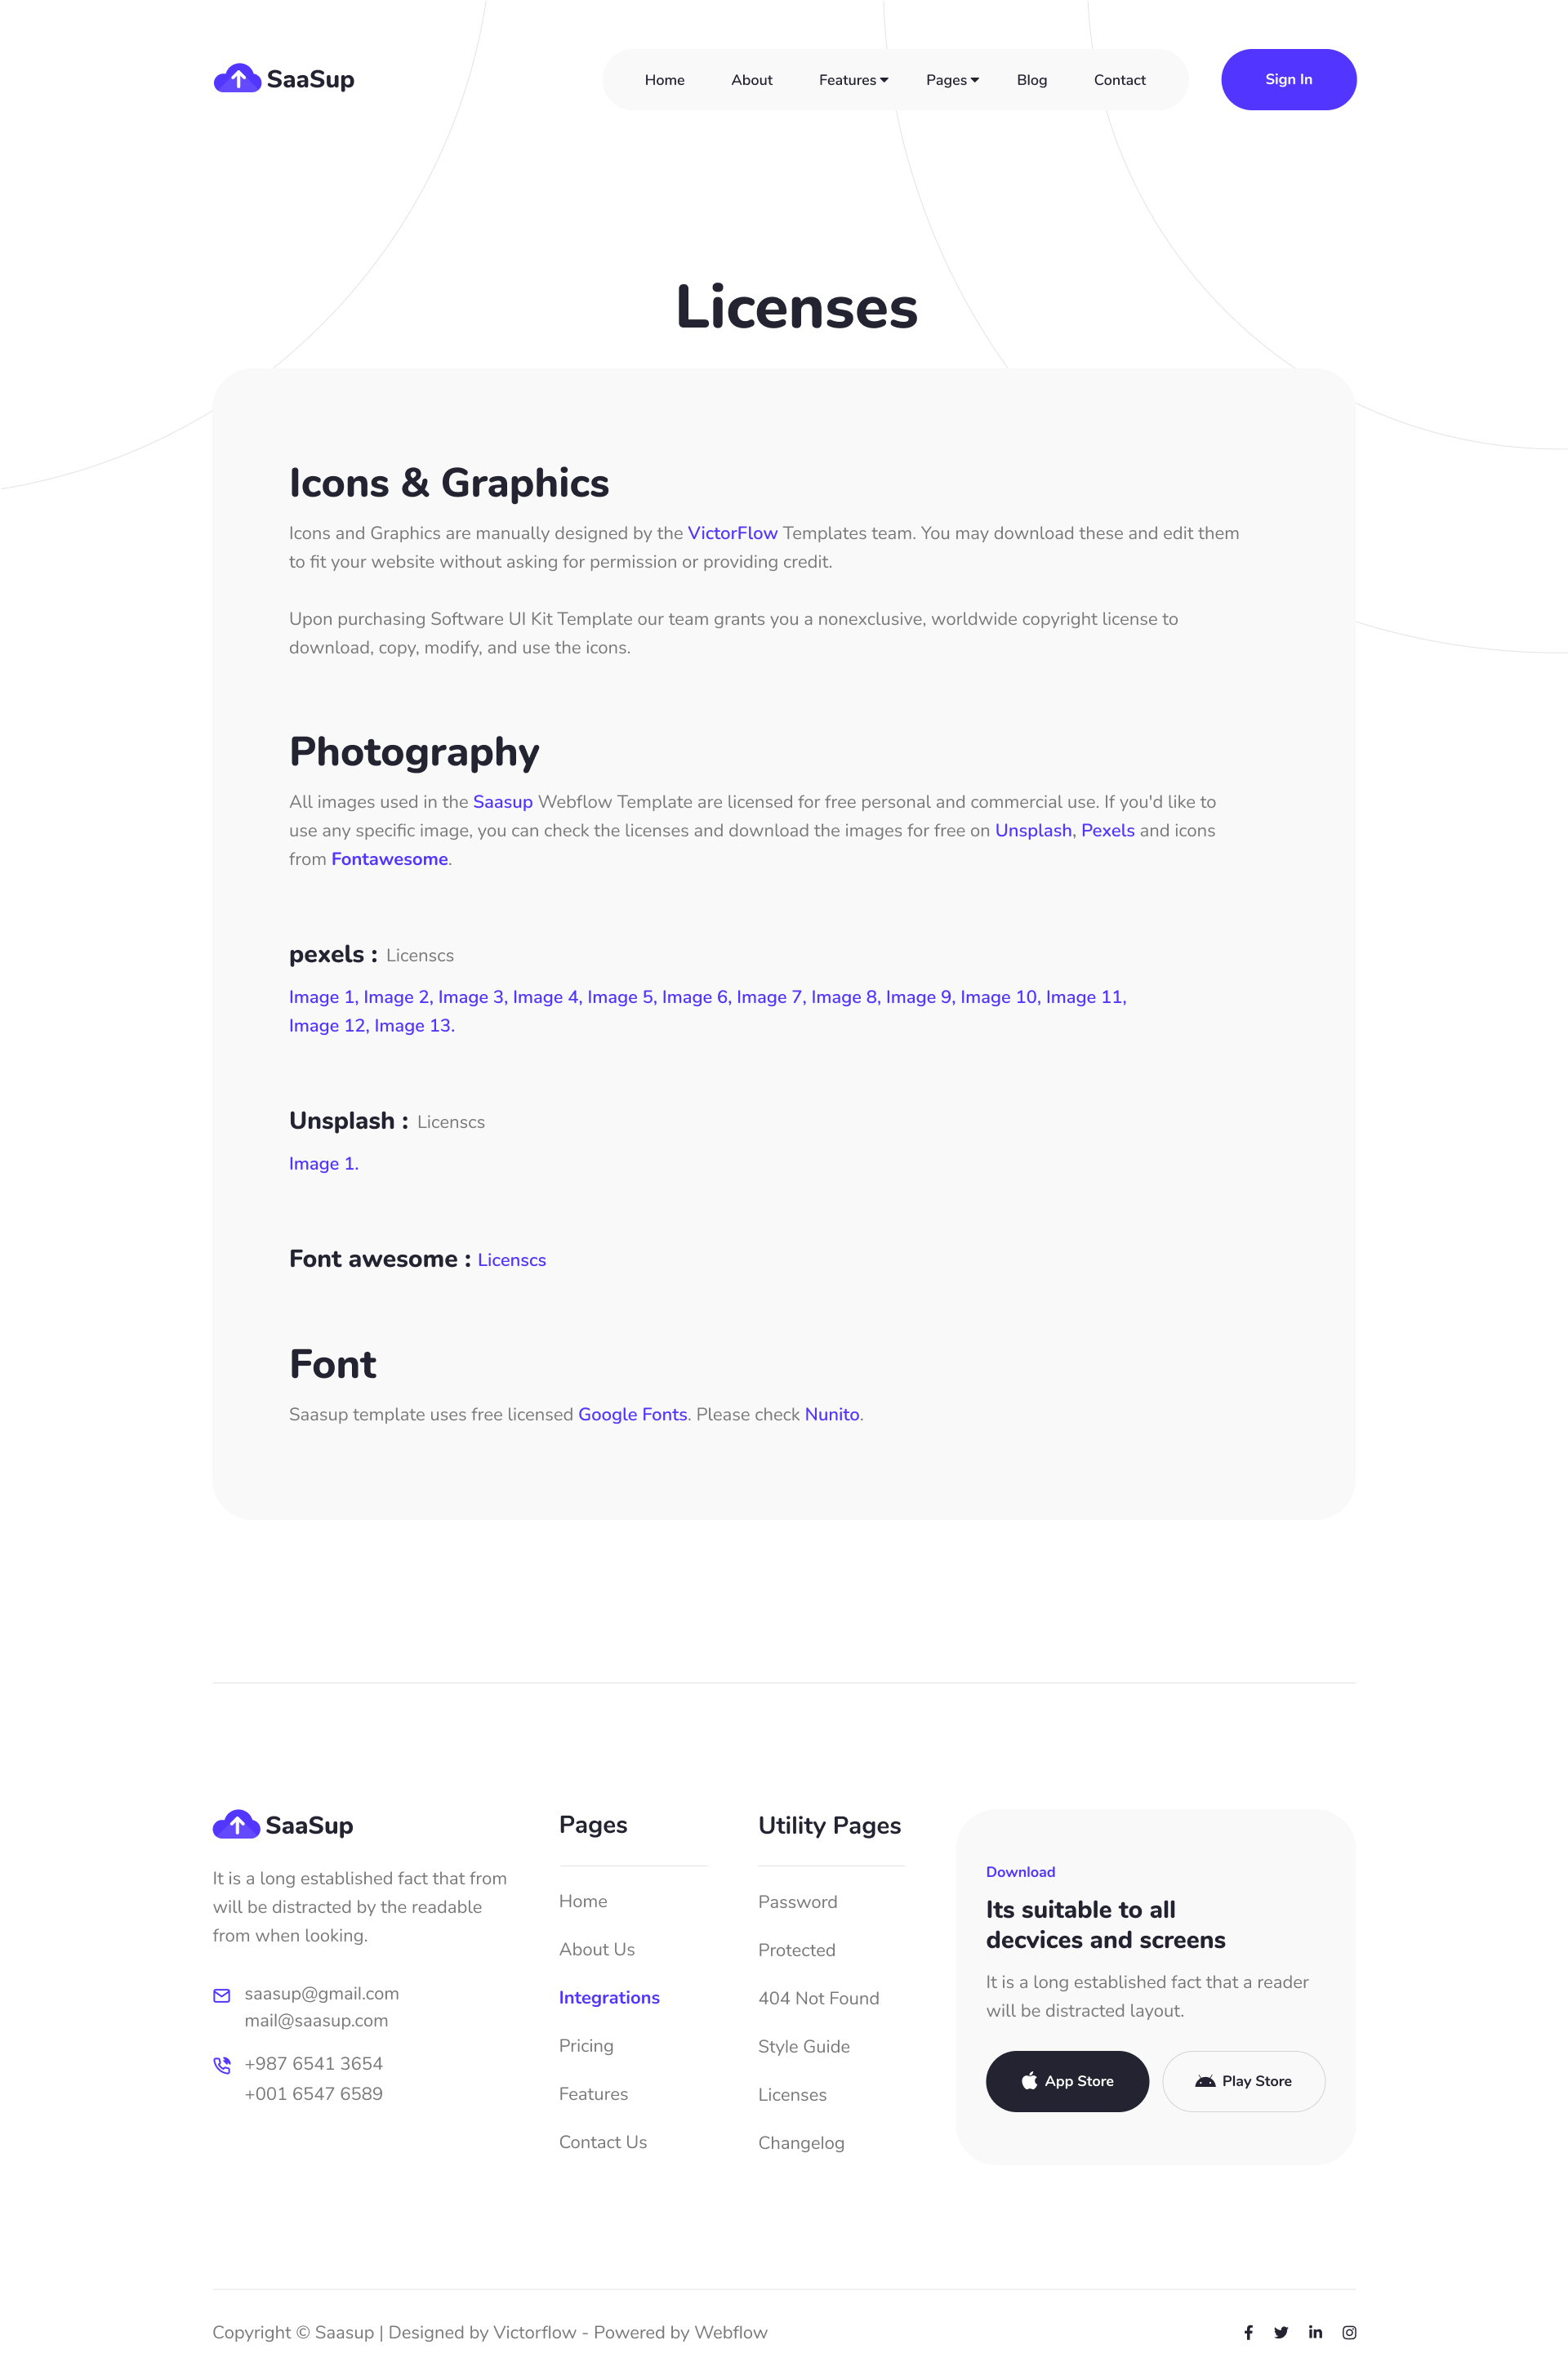 SaaSup
Home About Features Pages Blog Contact
Sign In
Licenses
Icons & Graphics
Icons and Graphics are manually designed by the VictorFlow Templates team. You may download these and edit them
to fit your website without asking for permission or providing credit.
Upon purchasing Software UI Kit Template our team grants you a nonexclusive, worldwide copyright license to
download, copy, modify, and use the icons.
Photography
All images used in the Saasup Webflow Template are licensed for free personal and commercial use. If you'd like to
use any specific image, you can check the licenses and download the images for free on Unsplash, Pexels and icons
from Fontawesome.
pexels : Licenscs
Image 1, Image 2, Image 3, Image 4, Image 5, Image 6, Image 7, Image 8, Image 9, Image 10, Image 11,
Image 12, Image 13.
Unsplash : Licenscs
Image 1.
Font awesome : Licenscs
Font
Saasup template uses free licensed Google Fonts. Please check Nunito.
SaaSup
It is a long established fact that from
will be distracted by the readable
from when looking.
saasup@gmail.com
mail@saasup.com
+987 6541 3654
+001 6547 6589
Pages
Home
About Us
Integrations
Pricing
Features
Contact Us
Utility Pages
Password
Protected
404 Not Found
Style Guide
Licenses
Changelog
Download
Its suitable to all
decvices and screens
It is a long established fact that a reader
will be distracted layout.
App Store
Play Store
Copyright © Saasup | Designed by Victorflow - Powered by Webflow